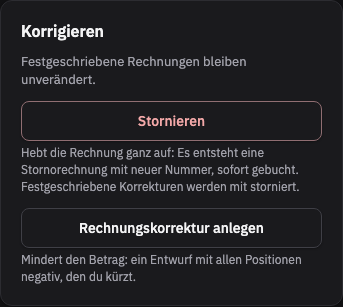 Korrigieren
Festgeschriebene Rechnungen bleiben
unverändert.
Stornieren
Hebt die Rechnung ganz auf: Es entsteht eine
Stornorechnung mit neuer Nummer, sofort gebucht.
Festgeschriebene Korrekturen werden mit storniert.
Rechnungskorrektur anlegen
Mindert den Betrag: ein Entwurf mit allen Positionen
negativ, den du kürzt.